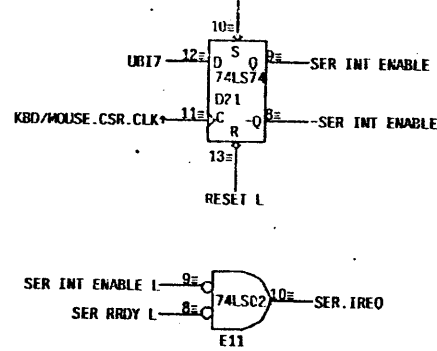 10≡
S
UBI7 12≡ D Q 9≡ SER INT ENABLE
74LS74
D21
KBD/MOUSE.CSR.CLK↑ 11≡ C -Q 8≡ -SER INT ENABLE
R
13≡
RESET L
SER INT ENABLE L 9≡
74LS02 10≡ SER.IREQ
SER RRDY L 8≡
E11